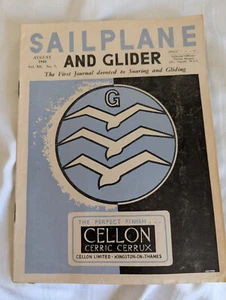 SAILPLANE
AUGUST
AND GLIDER
The First Journal devoted to Soaring and Gliding
G
THE PERFECT FINISH . . .
CELLON
CERRIC CERRUX
CELLON LIMITED · KINGSTON-ON-THAMES